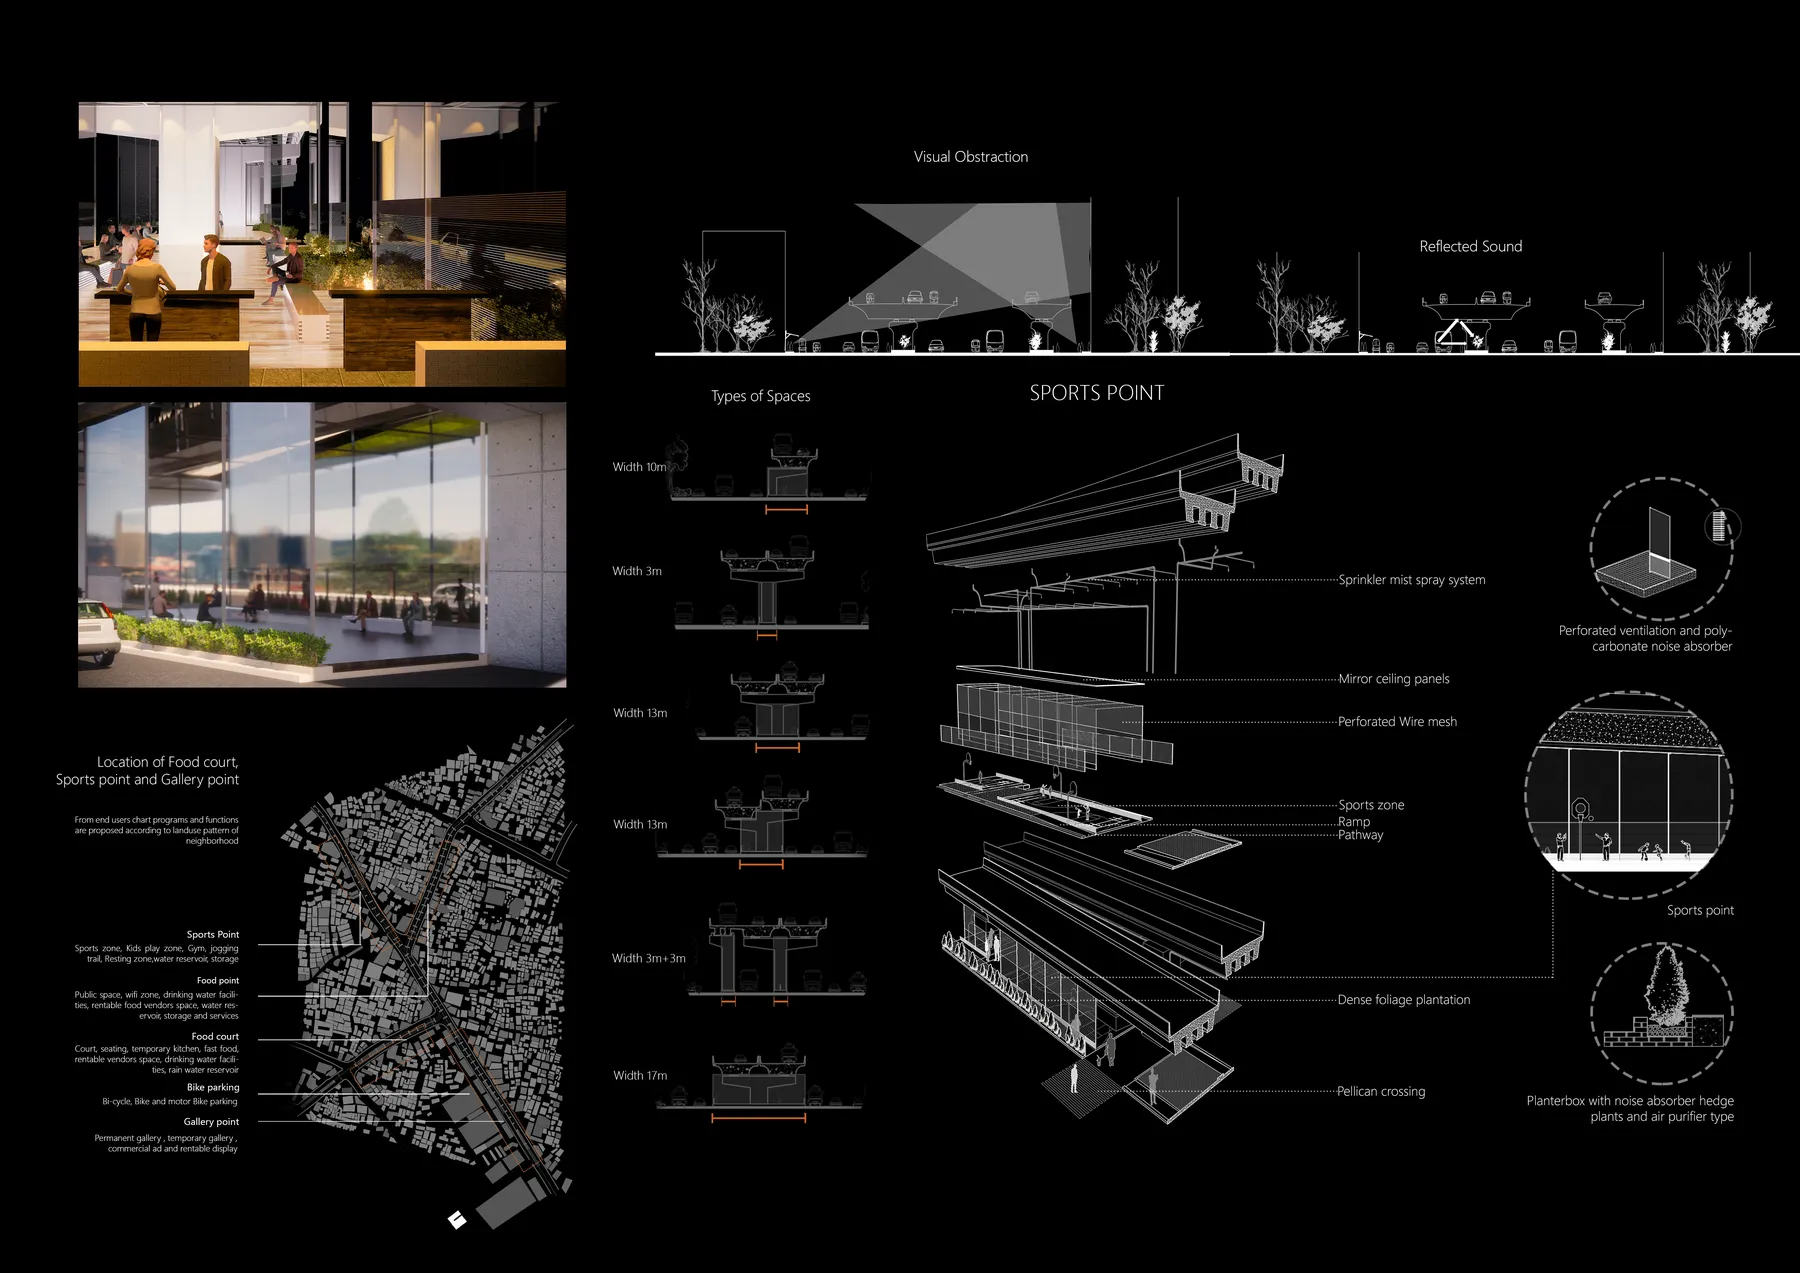 Visual Obstraction
Reflected Sound
Types of Spaces
Width 10m
Width 3m
Width 13m
Width 13m
Width 3m+3m
Width 17m
SPORTS POINT
Sprinkler mist spray system
Mirror ceiling panels
Perforated Wire mesh
Sports zone
Ramp
Pathway
Dense foliage plantation
Pellican crossing
Perforated ventilation and poly-
carbonate noise absorber
Sports point
Planterbox with noise absorber hedge
plants and air purifier type
Location of Food court,
Sports point and Gallery point
From end users chart programs and functions
are proposed according to landuse pattern of
neighborhood
Sports Point
Sports zone, Kids play zone, Gym, jogging
trail, Resting zone,water reservoir, storage
Food point
Public space, wifi zone, drinking water facili-
ties, rentable food vendors space, water res-
ervoir, storage and services
Food court
Court, seating, temporary kitchen, fast food,
rentable vendors space, drinking water facili-
ties, rain water reservoir
Bike parking
Bi-cycle, Bike and motor Bike parking
Gallery point
Permanent gallery , temporary gallery ,
commercial ad and rentable display